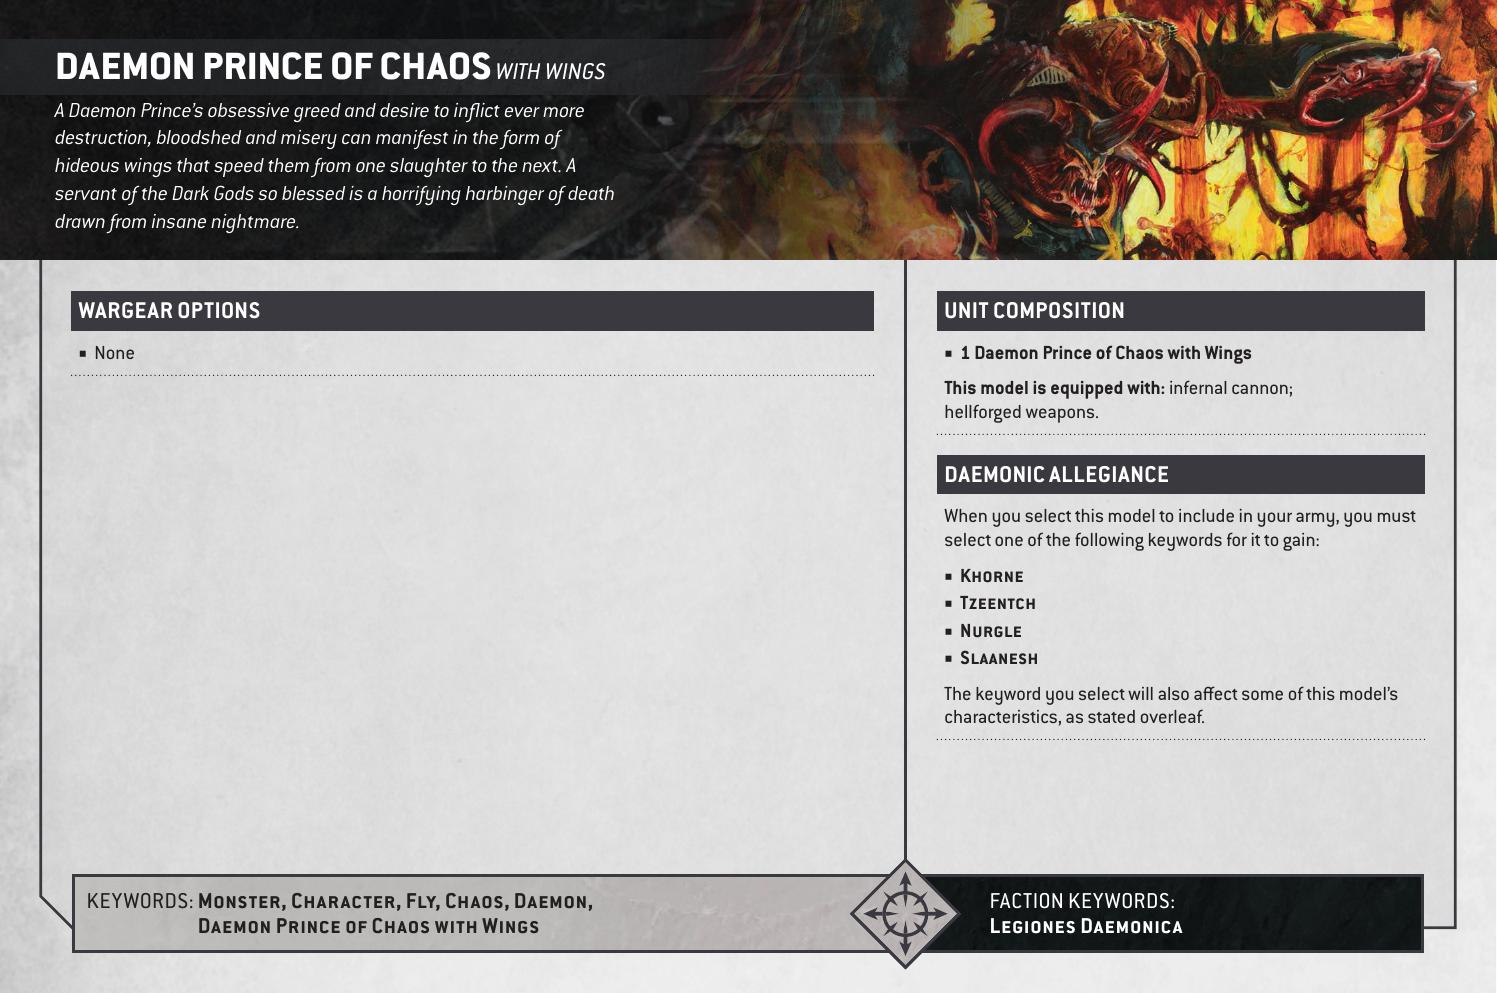 DAEMON PRINCE OF CHAOS WITH WINGS
A Daemon Prince's obsessive greed and desire to inflict ever more
destruction, bloodshed and misery can manifest in the form of
hideous wings that speed them from one slaughter to the next. A
servant of the Dark Gods so blessed is a horrifying harbinger of death
drawn from insane nightmare.
WARGEAR OPTIONS
▪ None
UNIT COMPOSITION
▪ 1 Daemon Prince of Chaos with Wings
This model is equipped with: infernal cannon;
hellforged weapons.
DAEMONIC ALLEGIANCE
When you select this model to include in your army, you must
select one of the following keywords for it to gain:
▪ KHORNE
▪ TZEENTCH
▪ NURGLE
▪ SLAANESH
The keyword you select will also affect some of this model's
characteristics, as stated overleaf.
KEYWORDS: MONSTER, CHARACTER, FLY, CHAOS, DAEMON,
DAEMON PRINCE OF CHAOS WITH WINGS
FACTION KEYWORDS:
LEGIONES DAEMONICA